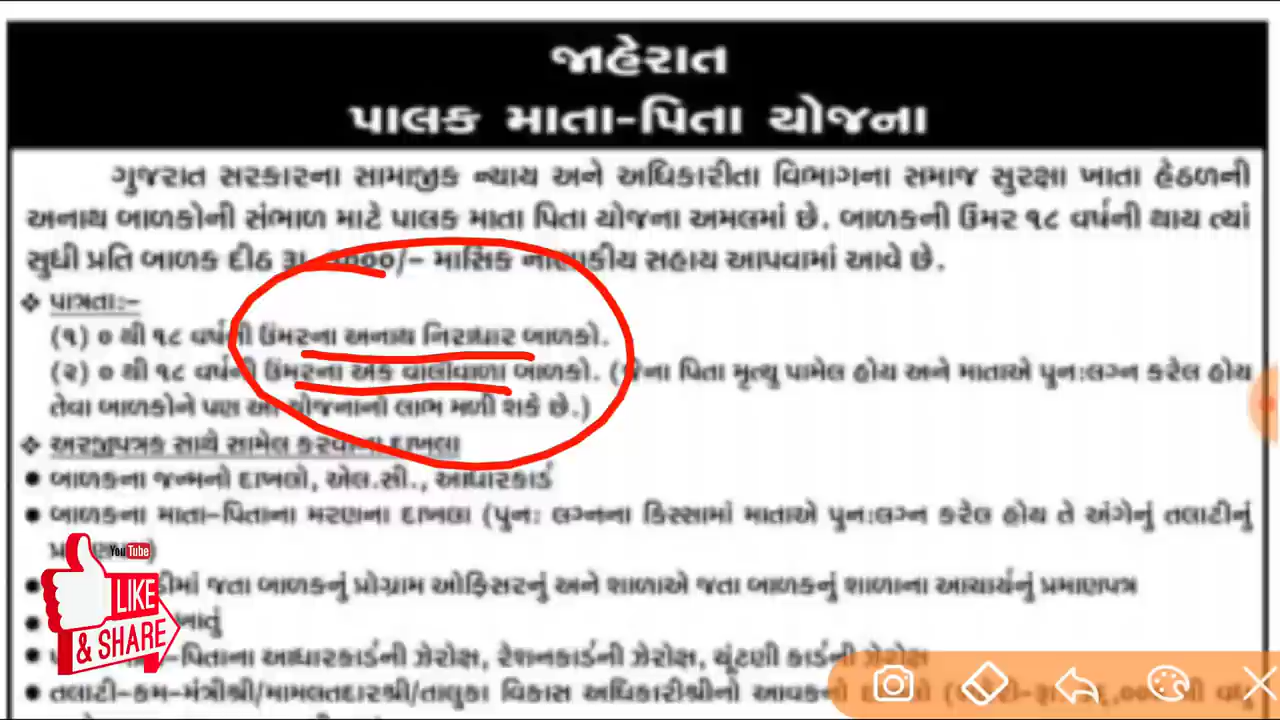 જાહેરાત
પાલક માતા-પિતા યોજના
ગુજરાત સરકારના સામાજીક ન્યાય અને અધિકારીતા વિભાગના સમાજ સુરક્ષા ખાતા હેઠળની
અનાથ બાળકોની સંભાળ માટે પાલક માતા પિતા યોજના અમલમાં છે. બાળકની ઉંમર ૧૮ વર્ષની થાય ત્યાં
સુધી પ્રતિ બાળક દીઠ માસિક નાણાકીય સહાય આપવામાં આવે છે.
❖ પાત્રતાઃ-
(૧) ૦ થી ૧૮ વર્ષની ઉંમરના અનાથ નિરાધાર બાળકો.
(૨) ૦ થી ૧૮ વર્ષની ઉંમરના એક વાલીવાળા બાળકો. (જેના પિતા મૃત્યુ પામેલ હોય અને માતાએ પુનઃલગ્ન કરેલ હોય
તેવા બાળકોને પણ આ યોજનાનો લાભ મળી શકે છે.)
❖ અરજીપત્રક સાથે સામેલ કરવાના દાખલા
● બાળકના જન્મનો દાખલો, એલ.સી., આધારકાર્ડ
● બાળકના માતા-પિતાના મરણના દાખલા (પુનઃ લગ્નના કિસ્સામાં માતાએ પુનઃલગ્ન કરેલ હોય તે અંગેનું તલાટીનું
YouTube
જતા બાળકનું પ્રોગ્રામ ઓફિસરનું અને શાળાએ જતા બાળકનું શાળાના આચાર્યનું પ્રમાણપત્ર
LIKE
& SHARE
-પિતાના આધારકાર્ડની ઝેરોક્ષ, રેશનકાર્ડની ઝેરોક્ષ, ચૂંટણી કાર્ડની ઝેરોક્ષ
● તલાટી-કમ-મંત્રીશ્રી/મામલતદારશ્રી/તાલુકા વિકાસ અધિકારીશ્રીનો